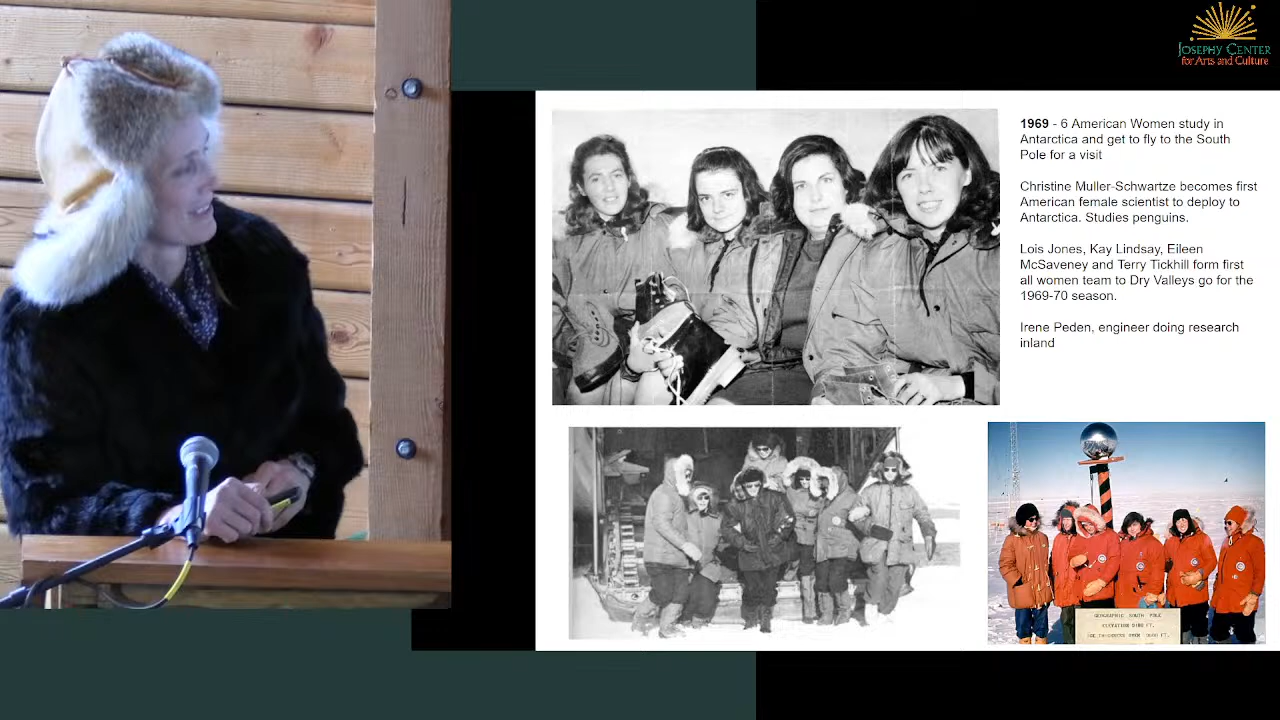 JOSEPHY CENTER
for Arts and Culture
1969 - 6 American Women study in
Antarctica and get to fly to the South
Pole for a visit
Christine Muller-Schwartze becomes first
American female scientist to deploy to
Antarctica. Studies penguins.
Lois Jones, Kay Lindsay, Eileen
McSaveney and Terry Tickhill form first
all women team to Dry Valleys go for the
1969-70 season.
Irene Peden, engineer doing research
inland
GEOGRAPHIC SOUTH POLE